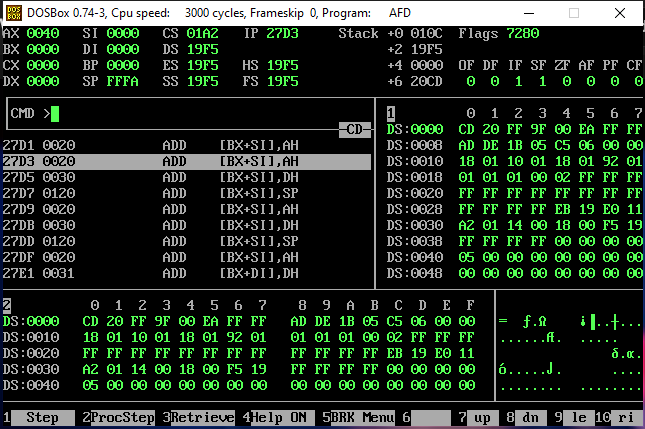 DOSBox 0.74-3, Cpu speed: 3000 cycles, Frameskip 0, Program: AFD
AX 0040 SI 0000 CS 01A2 IP 27D3 Stack +0 010C Flags 7280
BX 0000 DI 0000 DS 19F5 +2 19F5
CX 0000 BP 0000 ES 19F5 HS 19F5 +4 0000 OF DF IF SF ZF AF PF CF
DX 0000 SP FFFA SS 19F5 FS 19F5 +6 20CD 0 0 1 1 0 0 0 0
CMD >
CD
27D1 0020 ADD [BX+SI],AH
27D3 0020 ADD [BX+SI],AH
27D5 0030 ADD [BX+SI],DH
27D7 0120 ADD [BX+SI],SP
27D9 0020 ADD [BX+SI],AH
27DB 0030 ADD [BX+SI],DH
27DD 0120 ADD [BX+SI],SP
27DF 0020 ADD [BX+SI],AH
27E1 0031 ADD [BX+DI],DH
1 0 1 2 3 4 5 6 7
DS:0000 CD 20 FF 9F 00 EA FF FF
DS:0008 AD DE 1B 05 C5 06 00 00
DS:0010 18 01 10 01 18 01 92 01
DS:0018 01 01 01 00 02 FF FF FF
DS:0020 FF FF FF FF FF FF FF FF
DS:0028 FF FF FF FF EB 19 E0 11
DS:0030 A2 01 14 00 18 00 F5 19
DS:0038 FF FF FF FF 00 00 00 00
DS:0040 05 00 00 00 00 00 00 00
DS:0048 00 00 00 00 00 00 00 00
2 0 1 2 3 4 5 6 7 8 9 A B C D E F
DS:0000 CD 20 FF 9F 00 EA FF FF AD DE 1B 05 C5 06 00 00 = ƒ.Ω ¡▐..┼...
DS:0010 18 01 10 01 18 01 92 01 01 01 01 00 02 FF FF FF ......Æ. .....
DS:0020 FF FF FF FF FF FF FF FF FF FF FF FF EB 19 E0 11 δ.α.
DS:0030 A2 01 14 00 18 00 F5 19 FF FF FF FF 00 00 00 00 ó.....⌡. ....
DS:0040 05 00 00 00 00 00 00 00 00 00 00 00 00 00 00 00 ........ ........
1 Step 2ProcStep 3Retrieve 4Help ON 5BRK Menu 6 7 up 8 dn 9 le 10 ri